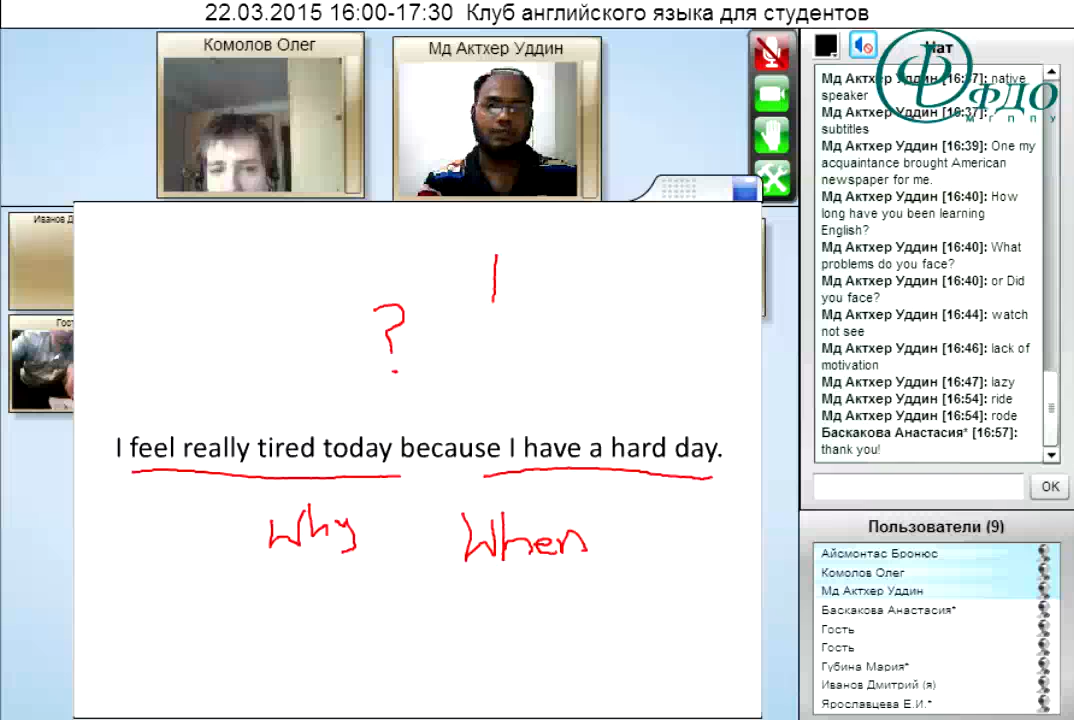 22.03.2015 16:00-17:30 Клуб английского языка для студентов
Комолов Олег
Мд Актхер Уддин
Чат
ФДО
МГППУ
Мд Актхер Уддин [16:37]: native
speaker
Мд Актхер Уддин [16:37]:
subtitles
Мд Актхер Уддин [16:39]: One my
acquaintance brought American
newspaper for me.
Мд Актхер Уддин [16:40]: How
long have you been learning
English?
Мд Актхер Уддин [16:40]: What
problems do you face?
Мд Актхер Уддин [16:40]: or Did
you face?
Мд Актхер Уддин [16:44]: watch
not see
Мд Актхер Уддин [16:46]: lack of
motivation
Мд Актхер Уддин [16:47]: lazy
Мд Актхер Уддин [16:54]: ride
Мд Актхер Уддин [16:54]: rode
Баскакова Анастасия* [16:57]:
thank you!
OK
Иванов Д
Гост
I
?
I feel really tired today because I have a hard day.
Why When
Пользователи (9)
Айсмонтас Бронюс
Комолов Олег
Мд Актхер Уддин
Баскакова Анастасия*
Гость
Гость
Губина Мария*
Иванов Дмитрий (я)
Ярославцева Е.И.*